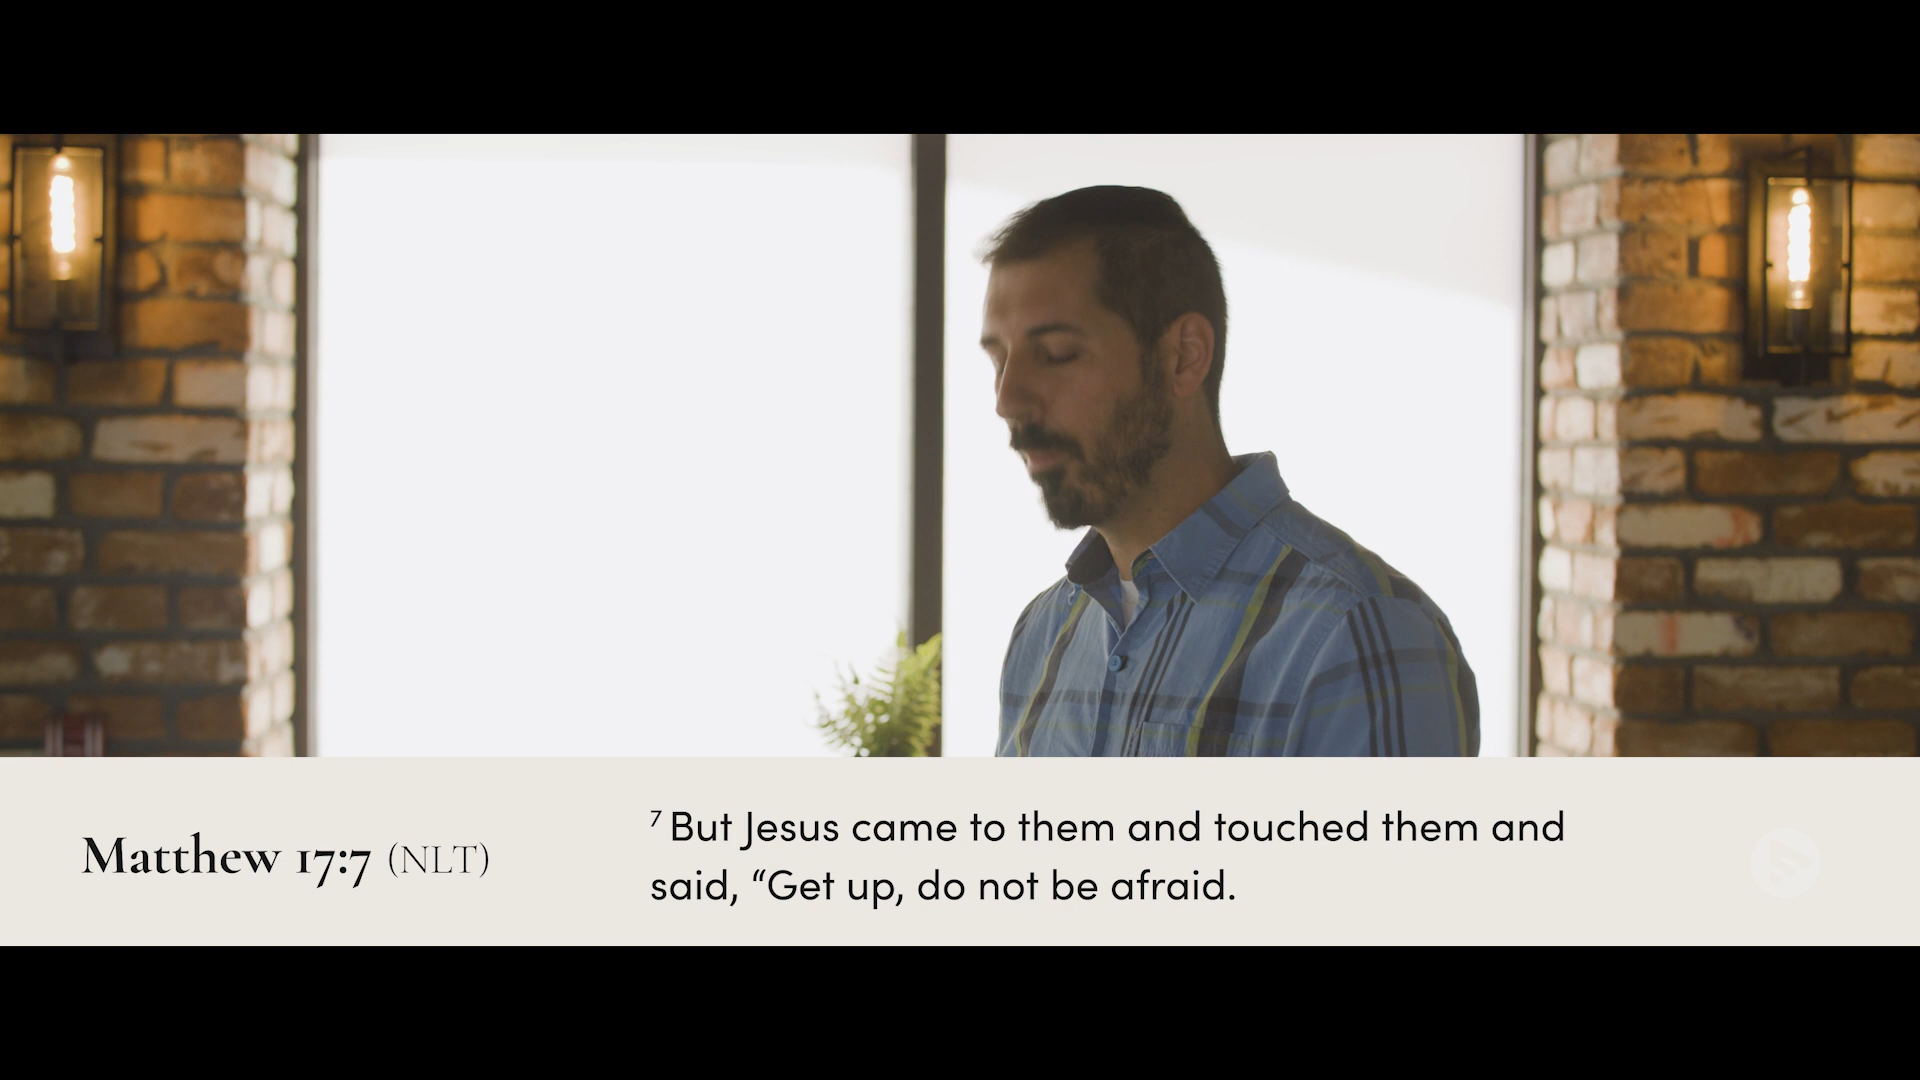 Matthew 17:7 (NLT)
7 But Jesus came to them and touched them and
said, “Get up, do not be afraid.